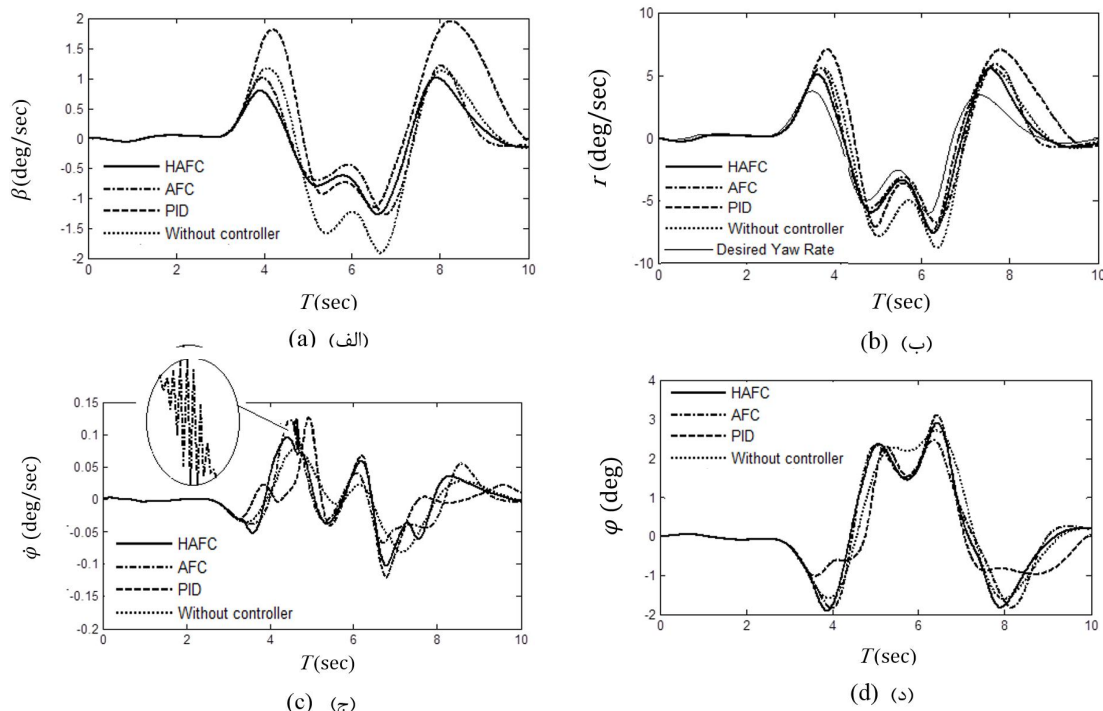 2
1.5
1
0.5
0
-0.5
-1
-1.5
-2
β(deg/sec)
HAFC
AFC
PID
Without controller
0 2 4 6 8 10
T(sec)
(a) (الف)
10
5
0
-5
-10
r (deg/sec)
HAFC
AFC
PID
Without controller
Desired Yaw Rate
0 2 4 6 8 10
T(sec)
(b) (ب)
0.15
0.1
0.05
0
-0.05
-0.1
-0.15
-0.2
φ̇ (deg/sec)
HAFC
AFC
PID
Without controller
0 2 4 6 8 10
T(sec)
(c) (ج)
4
3
2
1
0
-1
-2
φ (deg)
HAFC
AFC
PID
Without controller
0 2 4 6 8 10
T(sec)
(d) (د)